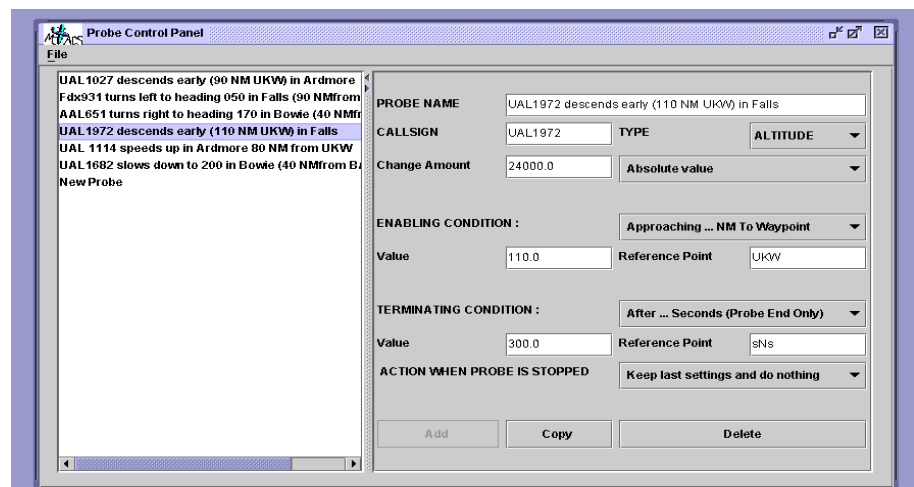 MACS Probe Control Panel
File
UAL1027 descends early (90 NM UKW) in Ardmore
Fdx931 turns left to heading 050 in Falls (90 NMfrom
AAL651 turns right to heading 170 in Bowie (40 NMfr
UAL1972 descends early (110 NM UKW) in Falls
UAL 1114 speeds up in Ardmore 80 NM from UKW
UAL1682 slows down to 200 in Bowie (40 NMfrom BA
New Probe
PROBE NAME UAL1972 descends early (110 NM UKW) in Falls
CALLSIGN UAL1972 TYPE ALTITUDE
Change Amount 24000.0 Absolute value
ENABLING CONDITION : Approaching ... NM To Waypoint
Value 110.0 Reference Point UKW
TERMINATING CONDITION : After ... Seconds (Probe End Only)
Value 300.0 Reference Point sNs
ACTION WHEN PROBE IS STOPPED Keep last settings and do nothing
Add Copy Delete